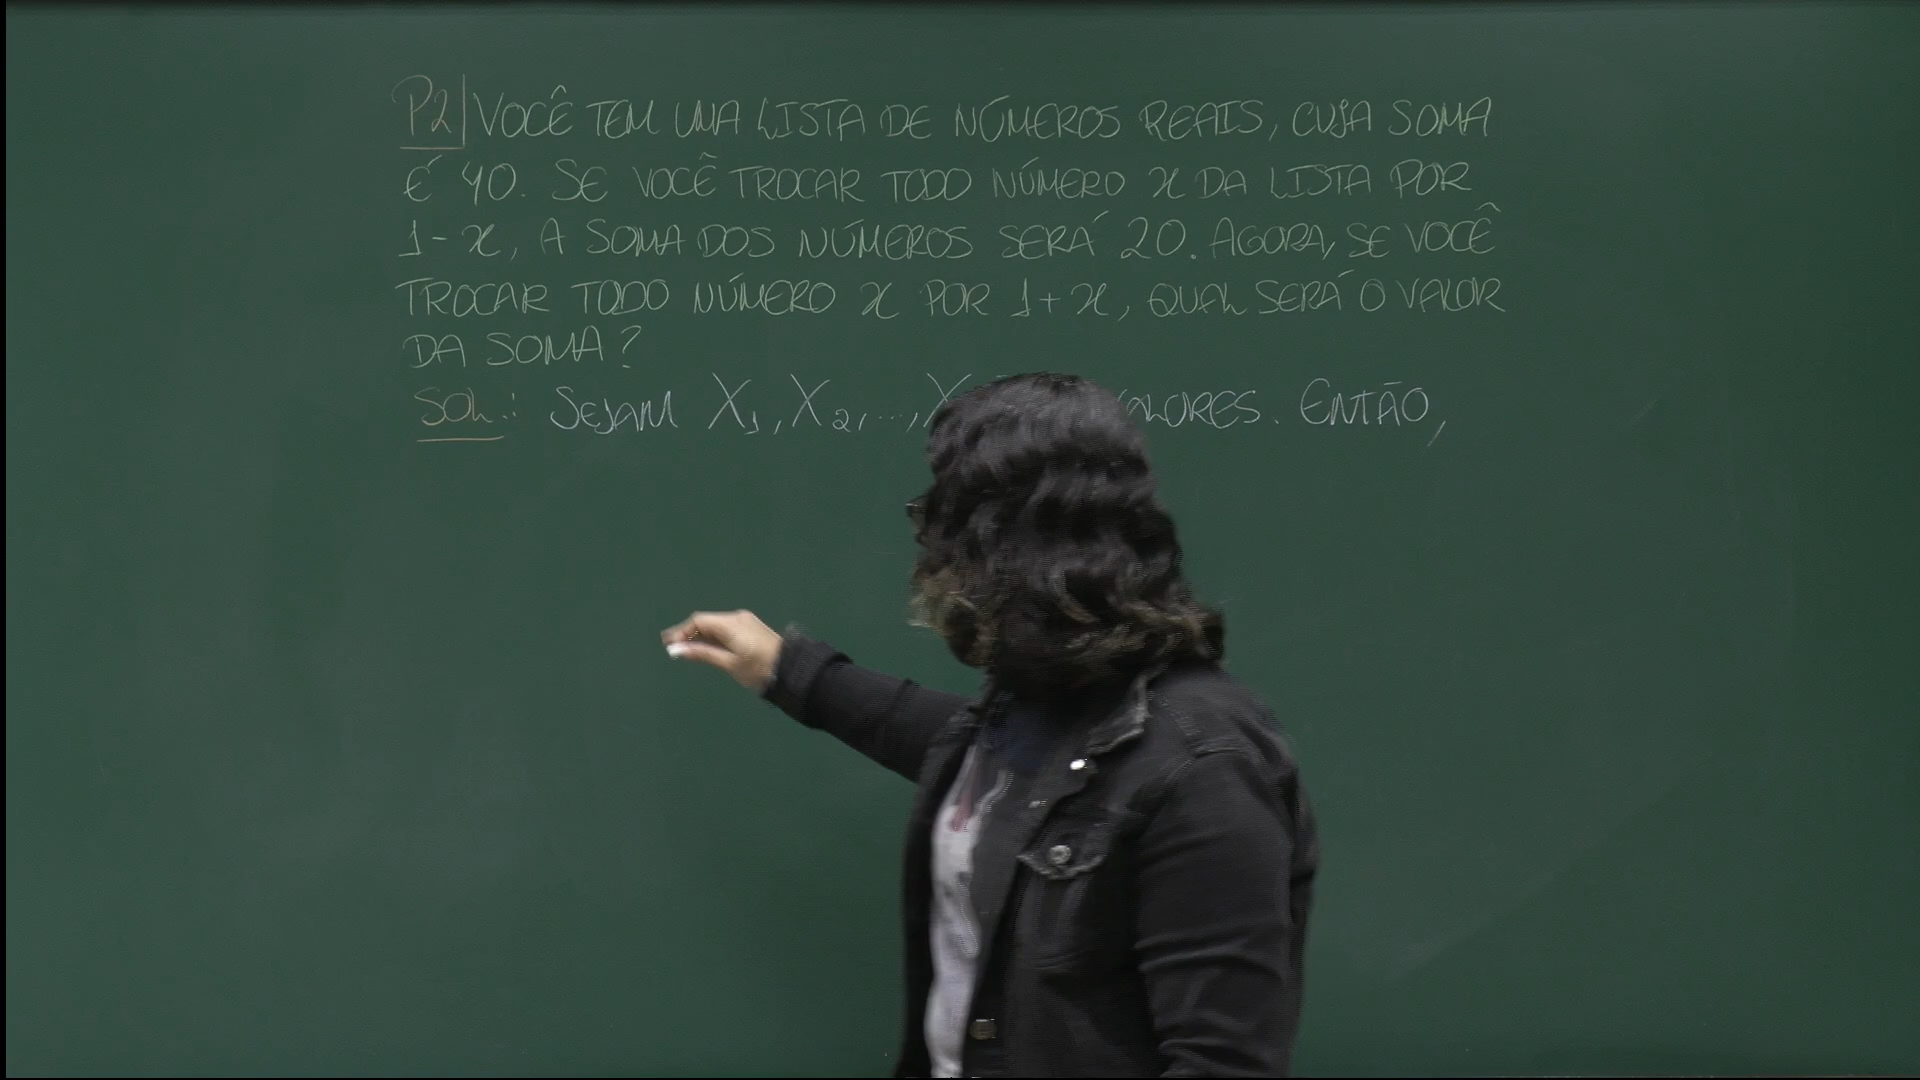 P2| VOCÊ TEM UMA LISTA DE NÚMEROS REAIS, CUJA SOMA
É 40. SE VOCÊ TROCAR TODO NÚMERO x DA LISTA POR
1-x, A SOMA DOS NÚMEROS SERÁ 20. AGORA, SE VOCÊ
TROCAR TODO NÚMERO x POR 1+x, QUAL SERÁ O VALOR
DA SOMA?
SOL.: SEJAM X₁, X₂, ..., X ALORES. ENTÃO,